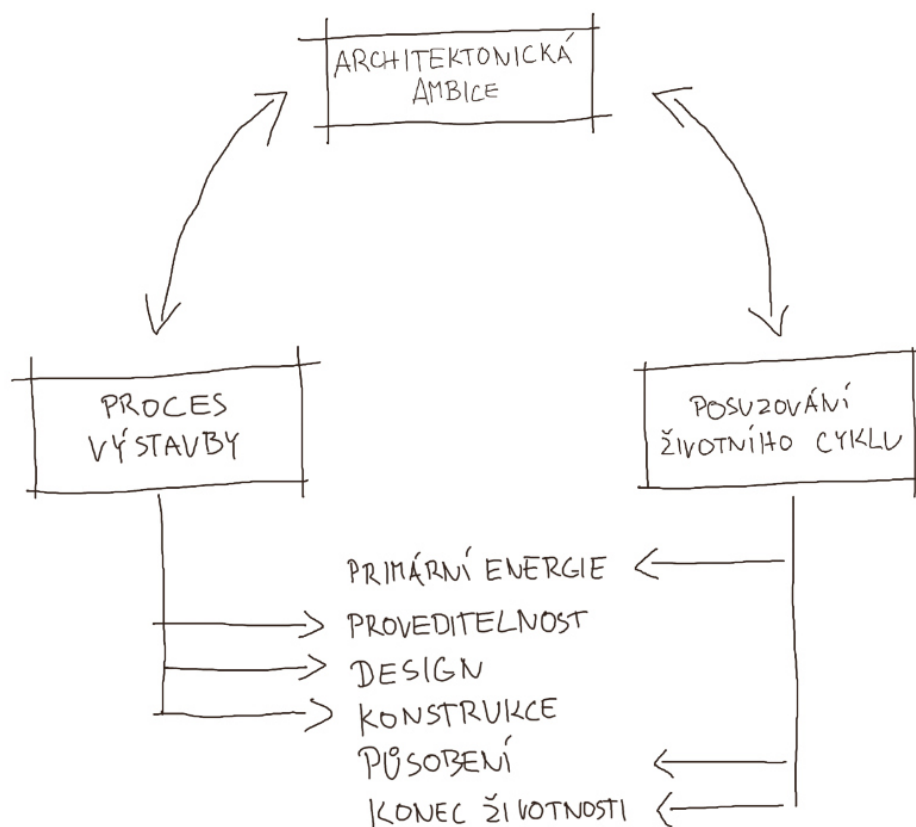 ARCHITEKTONICKÁ
AMBICE
PROCES
VÝSTAVBY
POSUZOVÁNÍ
ŽIVOTNÍHO CYKLU
PRIMÁRNÍ ENERGIE
PROVEDITELNOST
DESIGN
KONSTRUKCE
PŮSOBENÍ
KONEC ŽIVOTNOSTI